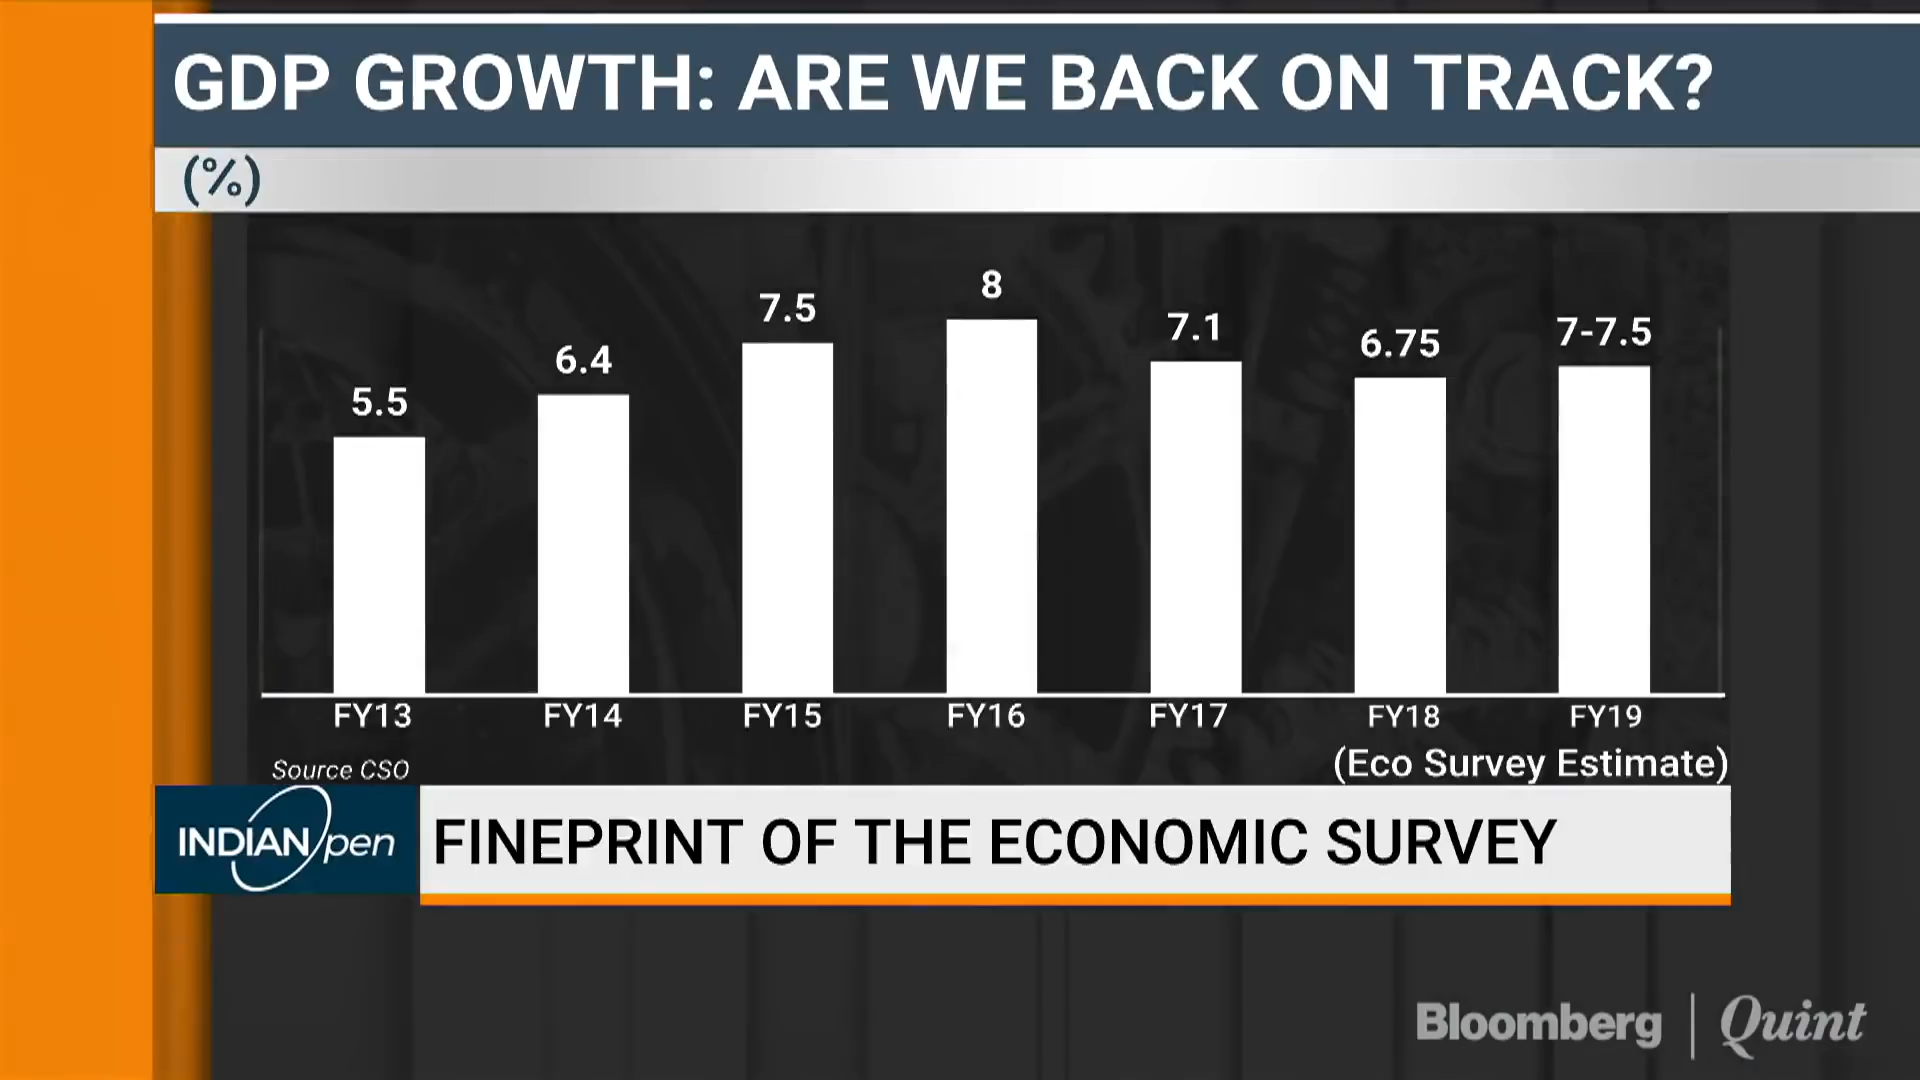 GDP GROWTH: ARE WE BACK ON TRACK?
(%)
5.5
6.4
7.5
8
7.1
6.75
7-7.5
FY13 FY14 FY15 FY16 FY17 FY18 FY19
(Eco Survey Estimate)
Source CSO
INDIAN Open
FINEPRINT OF THE ECONOMIC SURVEY
Bloomberg | Quint